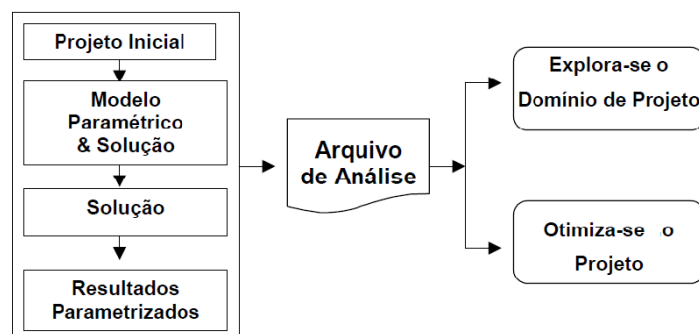 Projeto Inicial
Modelo
Paramétrico
& Solução
Solução
Resultados
Parametrizados
Arquivo
de Análise
Explora-se o
Domínio de Projeto
Otimiza-se o
Projeto